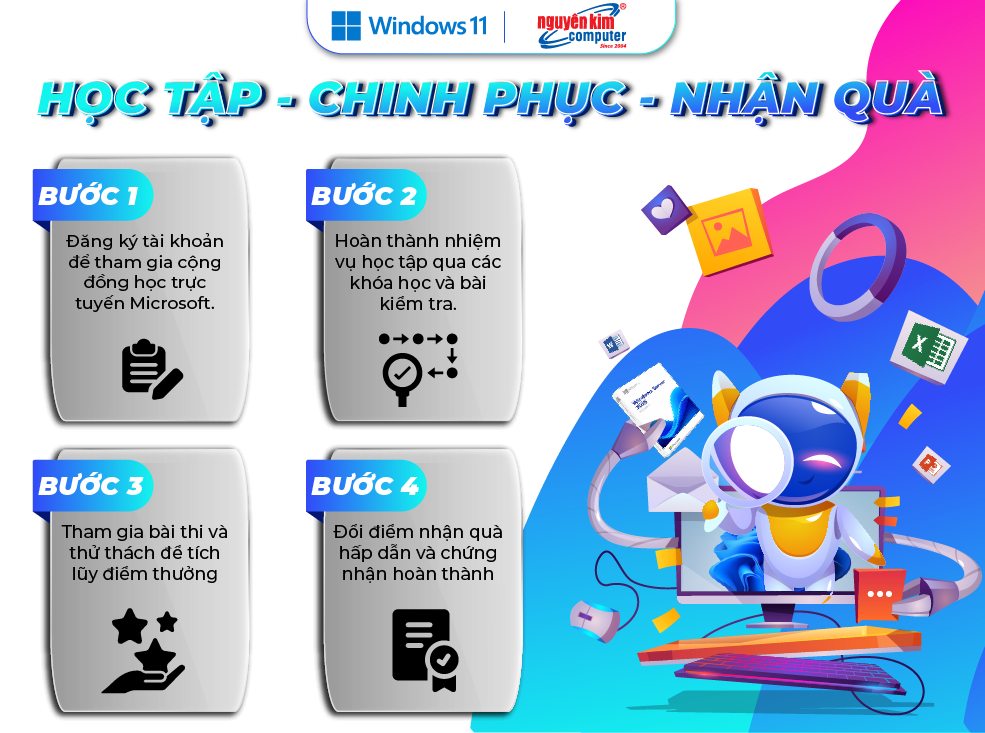 Windows 11
nguyên kim
computer
Since 2004
HỌC TẬP - CHINH PHỤC - NHẬN QUÀ
BƯỚC 1
Đăng ký tài khoản
để tham gia cộng
đồng học trực
tuyến Microsoft.
BƯỚC 2
Hoàn thành nhiệm
vụ học tập qua các
khóa học và bài
kiểm tra.
BƯỚC 3
Tham gia bài thi và
thử thách để tích
lũy điểm thưởng
BƯỚC 4
Đổi điểm nhận quà
hấp dẫn và chứng
nhận hoàn thành
W
X
Windows Server
2025
P